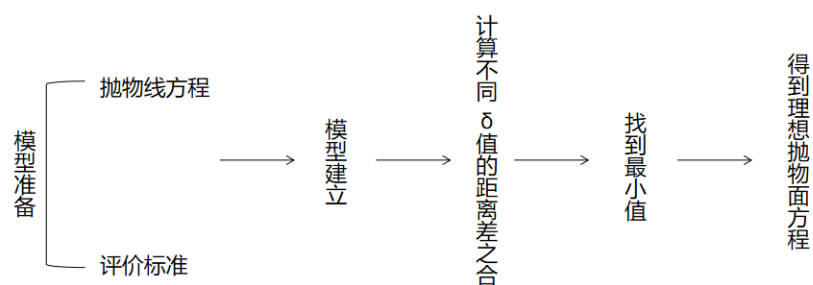 模型准备
抛物线方程
评价标准
模型建立
计算不同δ值的距离差之合
找到最小值
得到理想抛物面方程